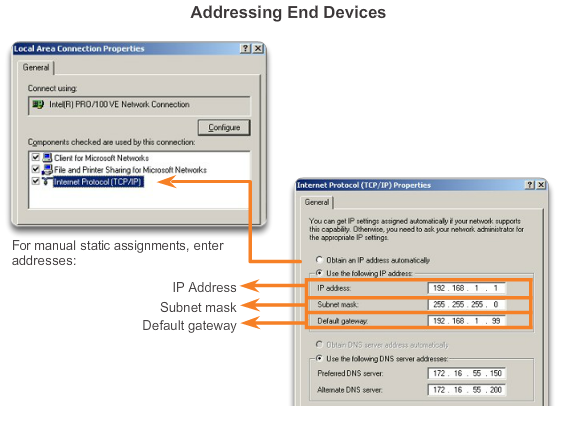 Addressing End Devices
Local Area Connection Properties
General
Connect using:
Intel(R) PRO/100 VE Network Connection
Configure
Components checked are used by this connection:
Client for Microsoft Networks
File and Printer Sharing for Microsoft Networks
Internet Protocol (TCP/IP)
For manual static assignments, enter
addresses:
IP Address
Subnet mask
Default gateway
Internet Protocol (TCP/IP) Properties
General
You can get IP settings assigned automatically if your network supports
this capability. Otherwise, you need to ask your network administrator for
the appropriate IP settings.
Obtain an IP address automatically
Use the following IP address:
IP address: 192 . 168 . 1 . 1
Subnet mask: 255 . 255 . 255 . 0
Default gateway: 192 . 168 . 1 . 99
Obtain DNS server address automatically
Use the following DNS server addresses:
Preferred DNS server: 172 . 16 . 55 . 150
Alternate DNS server: 172 . 16 . 55 . 200